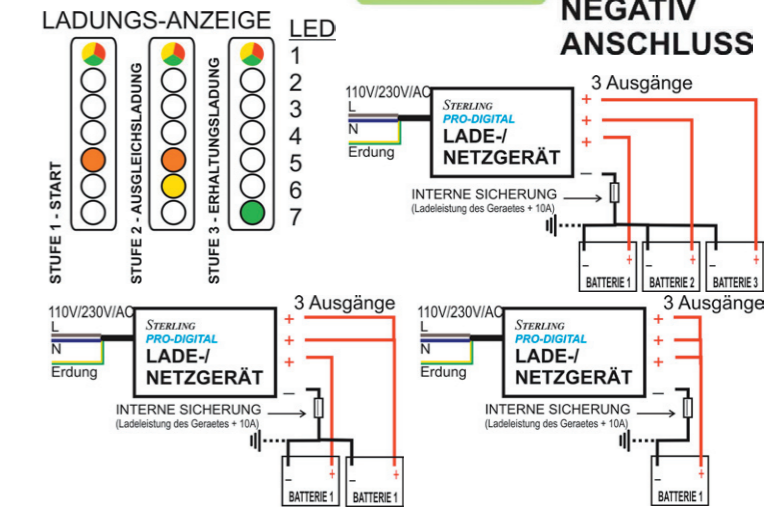 NEGATIV
ANSCHLUSS
LADUNGS-ANZEIGE
LED
1
2
3
4
5
6
7
STUFE 1 - START
STUFE 2 - AUSGLEICHSLADUNG
STUFE 3 - ERHALTUNGSLADUNG
110V/230V/AC
L
N
Erdung
STERLING
PRO-DIGITAL
LADE-/
NETZGERÄT
3 Ausgänge
+
+
+
–
INTERNE SICHERUNG
(Ladeleistung des Geraetes + 10A)
– +
– +
– +
BATTERIE 1
BATTERIE 2
BATTERIE 3
110V/230V/AC
L
N
Erdung
STERLING
PRO-DIGITAL
LADE-/
NETZGERÄT
3 Ausgänge
+
+
+
–
INTERNE SICHERUNG
(Ladeleistung des Geraetes + 10A)
– +
– +
BATTERIE 1
BATTERIE 1
110V/230V/AC
L
N
Erdung
STERLING
PRO-DIGITAL
LADE-/
NETZGERÄT
3 Ausgänge
+
+
+
–
INTERNE SICHERUNG
(Ladeleistung des Geraetes + 10A)
– +
BATTERIE 1